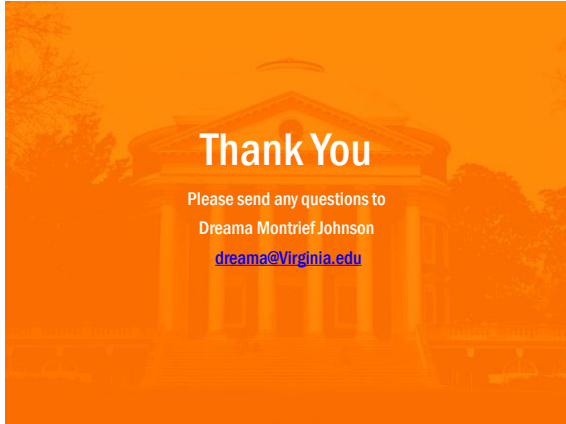 Thank You
Please send any questions to
Dreama Montrief Johnson
dreama@Virginia.edu